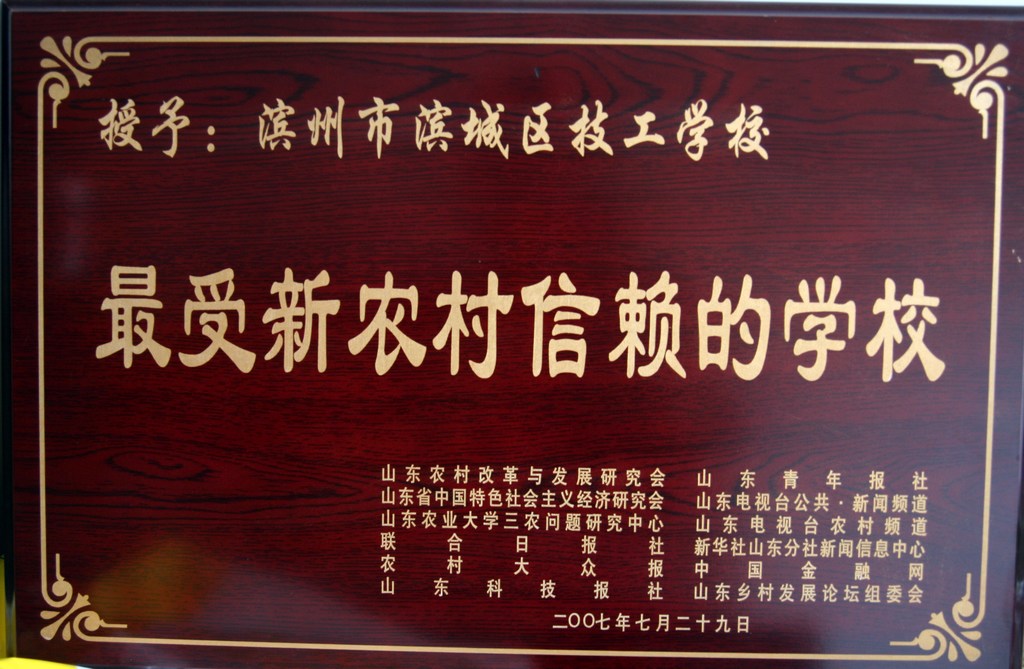 授予：滨州市滨城区技工学校
最受新农村信赖的学校
山东农村改革与发展研究会 山东青年报社
山东省中国特色社会主义经济研究会 山东电视台公共·新闻频道
山东农业大学三农问题研究中心 山东电视台农村频道
联合日报社 新华社山东分社新闻信息中心
农村大众报 中国金融网
山东科技报社 山东乡村发展论坛组委会
二〇〇七年七月二十九日